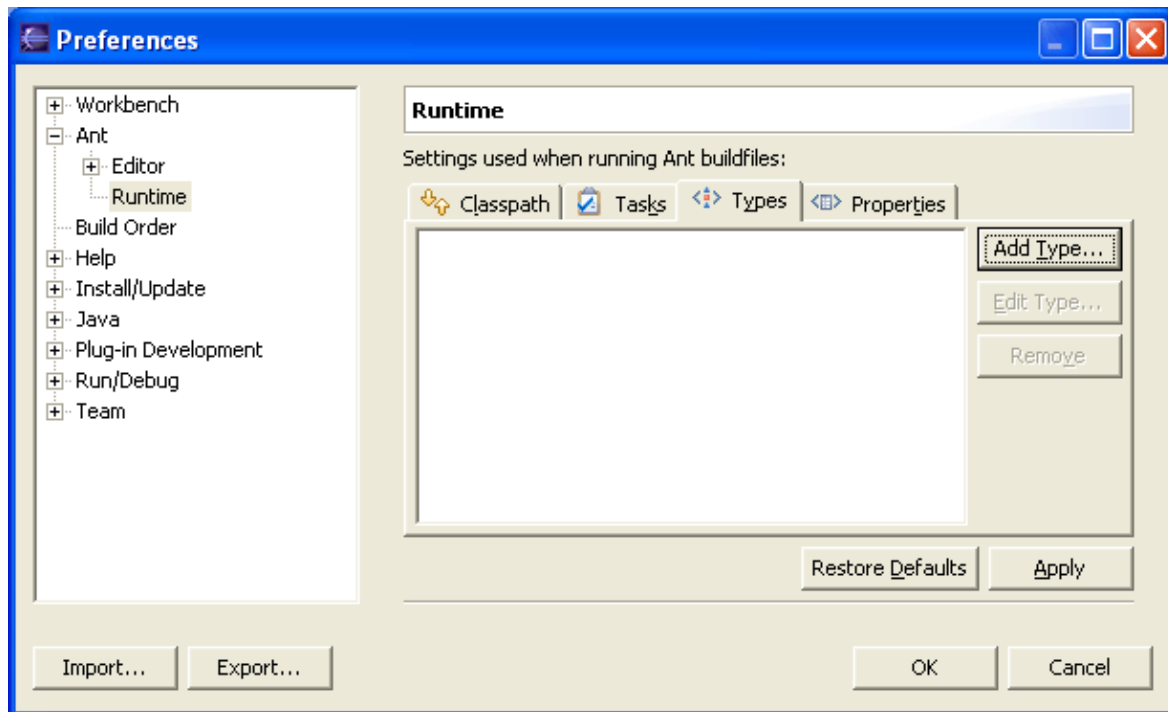 Preferences
Workbench
Ant
Editor
Runtime
Build Order
Help
Install/Update
Java
Plug-in Development
Run/Debug
Team
Runtime
Settings used when running Ant buildfiles:
Classpath Tasks Types Properties
Add Type...
Edit Type...
Remove
Restore Defaults Apply
Import... Export... OK Cancel